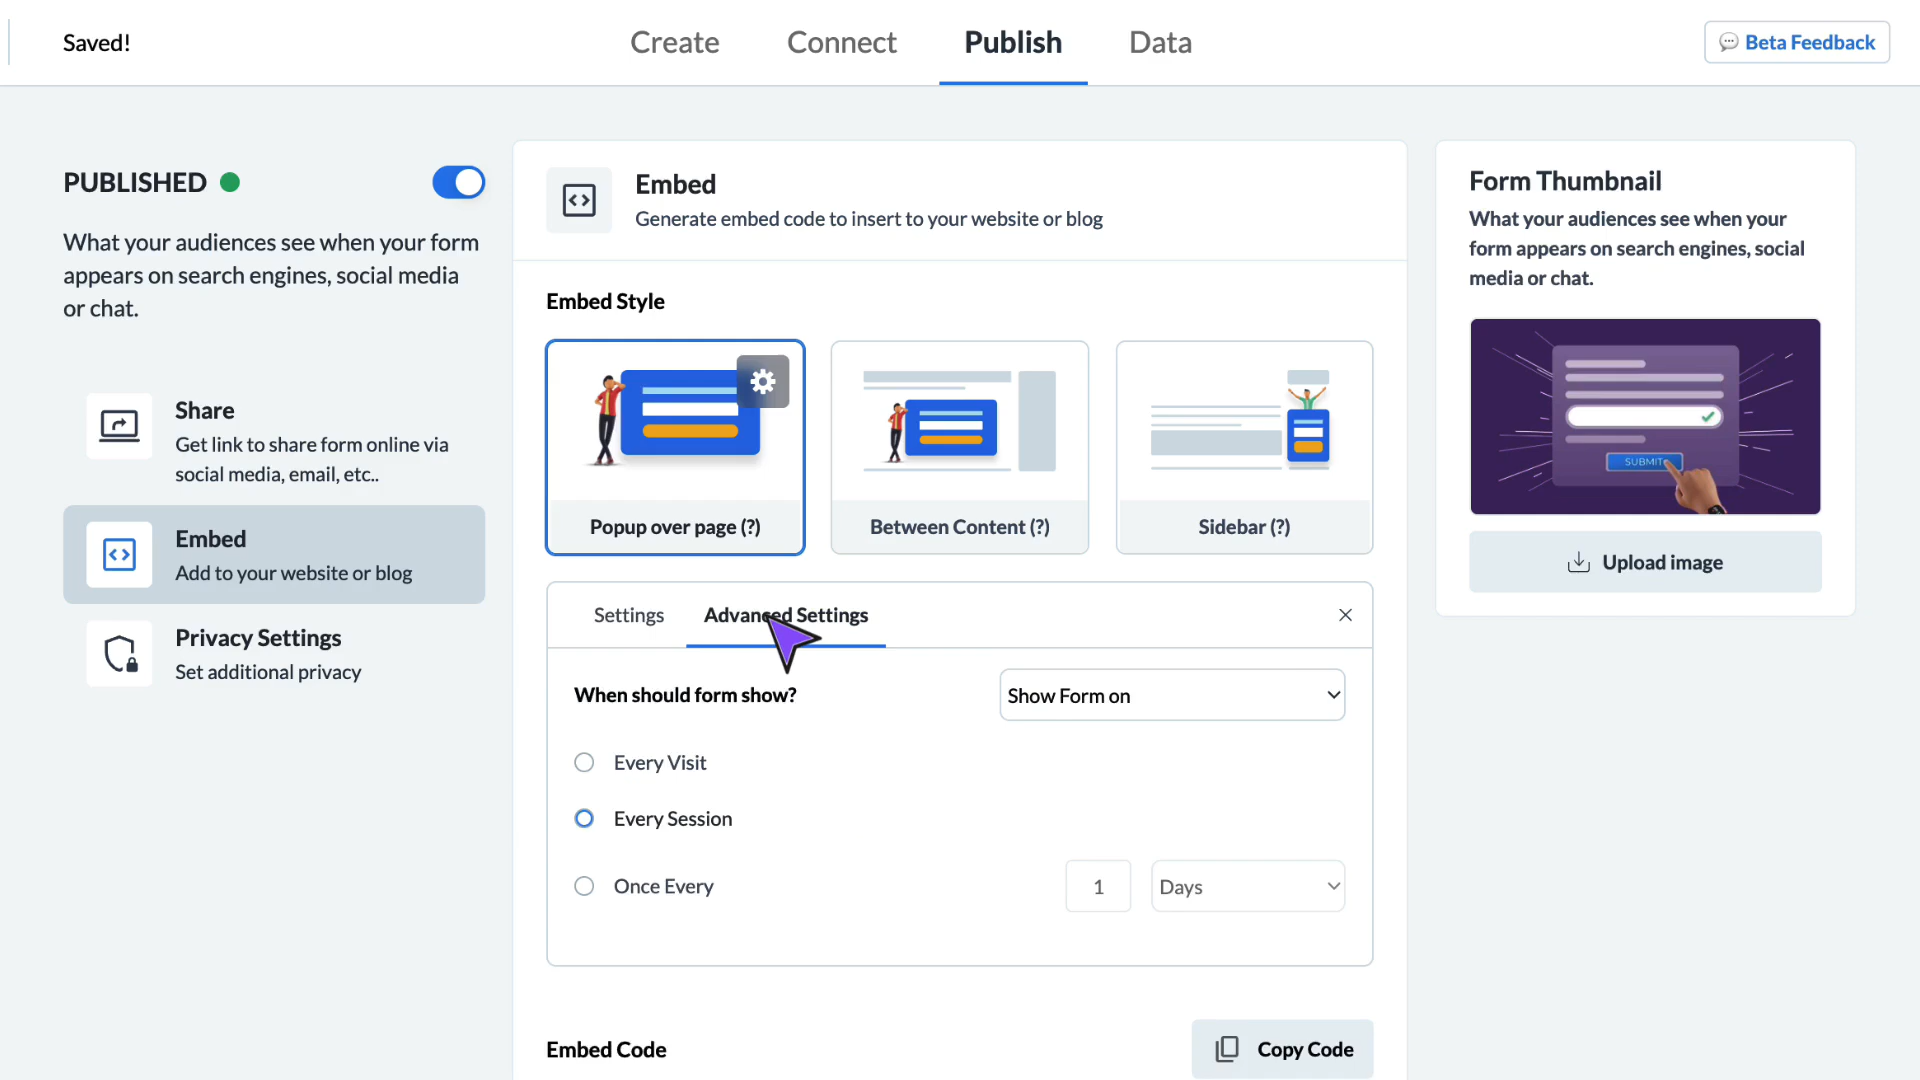 Saved!
Create
Connect
Publish
Data
Beta Feedback
PUBLISHED
What your audiences see when your form
appears on search engines, social media
or chat.
Share
Get link to share form online via
social media, email, etc..
Embed
Add to your website or blog
Privacy Settings
Set additional privacy
Embed
Generate embed code to insert to your website or blog
Embed Style
Popup over page (?)
Between Content (?)
Sidebar (?)
Settings
Advanced Settings
When should form show?
Show Form on
Every Visit
Every Session
Once Every
1
Days
Embed Code
Copy Code
Form Thumbnail
What your audiences see when your
form appears on search engines, social
media or chat.
SUBMIT
Upload image